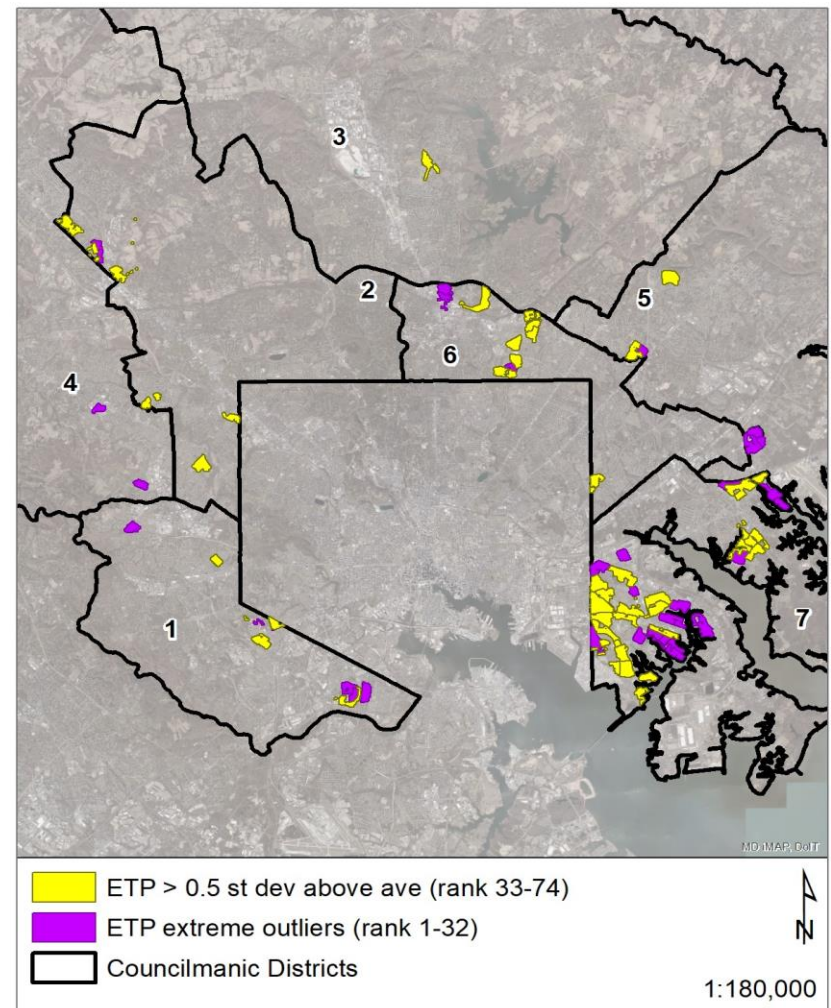 3
2
5
6
4
1
7
MD iMAP, DoIT
ETP > 0.5 st dev above ave (rank 33-74)
ETP extreme outliers (rank 1-32)
N
Councilmanic Districts
1:180,000